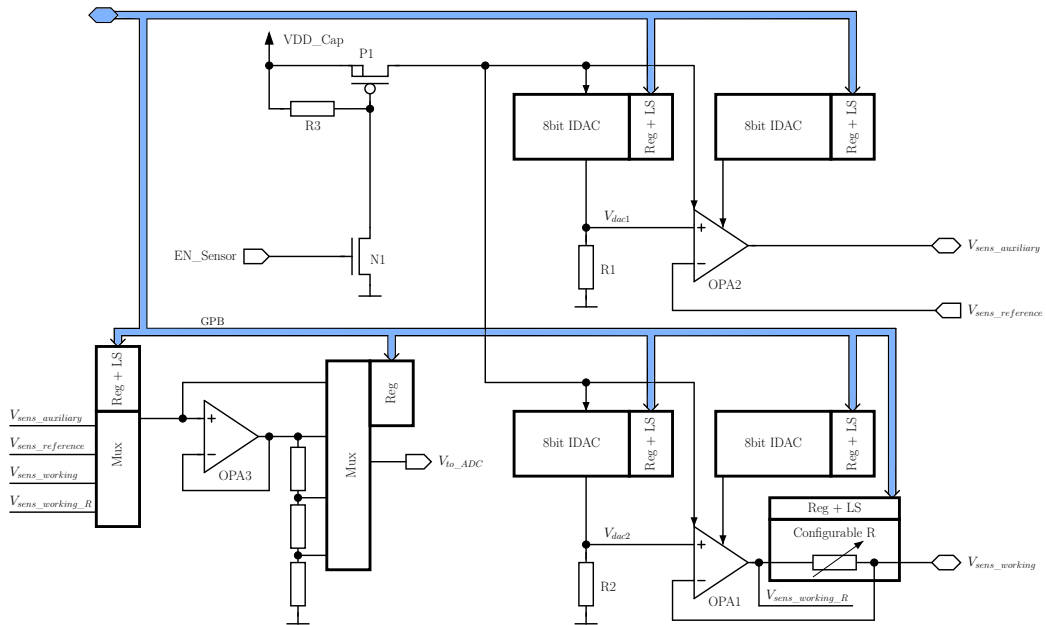 VDD_Cap
P1
R3
8bit IDAC
Reg + LS
8bit IDAC
Reg + LS
V_dac1
+
−
OPA2
R1
EN_Sensor
N1
V_sens_auxiliary
V_sens_reference
GPB
Reg + LS
Mux
V_sens_auxiliary
V_sens_reference
V_sens_working
V_sens_working_R
+
−
OPA3
Mux
Reg
V_to_ADC
8bit IDAC
Reg + LS
8bit IDAC
Reg + LS
V_dac2
+
−
OPA1
R2
Reg + LS
Configurable R
V_sens_working
V_sens_working_R